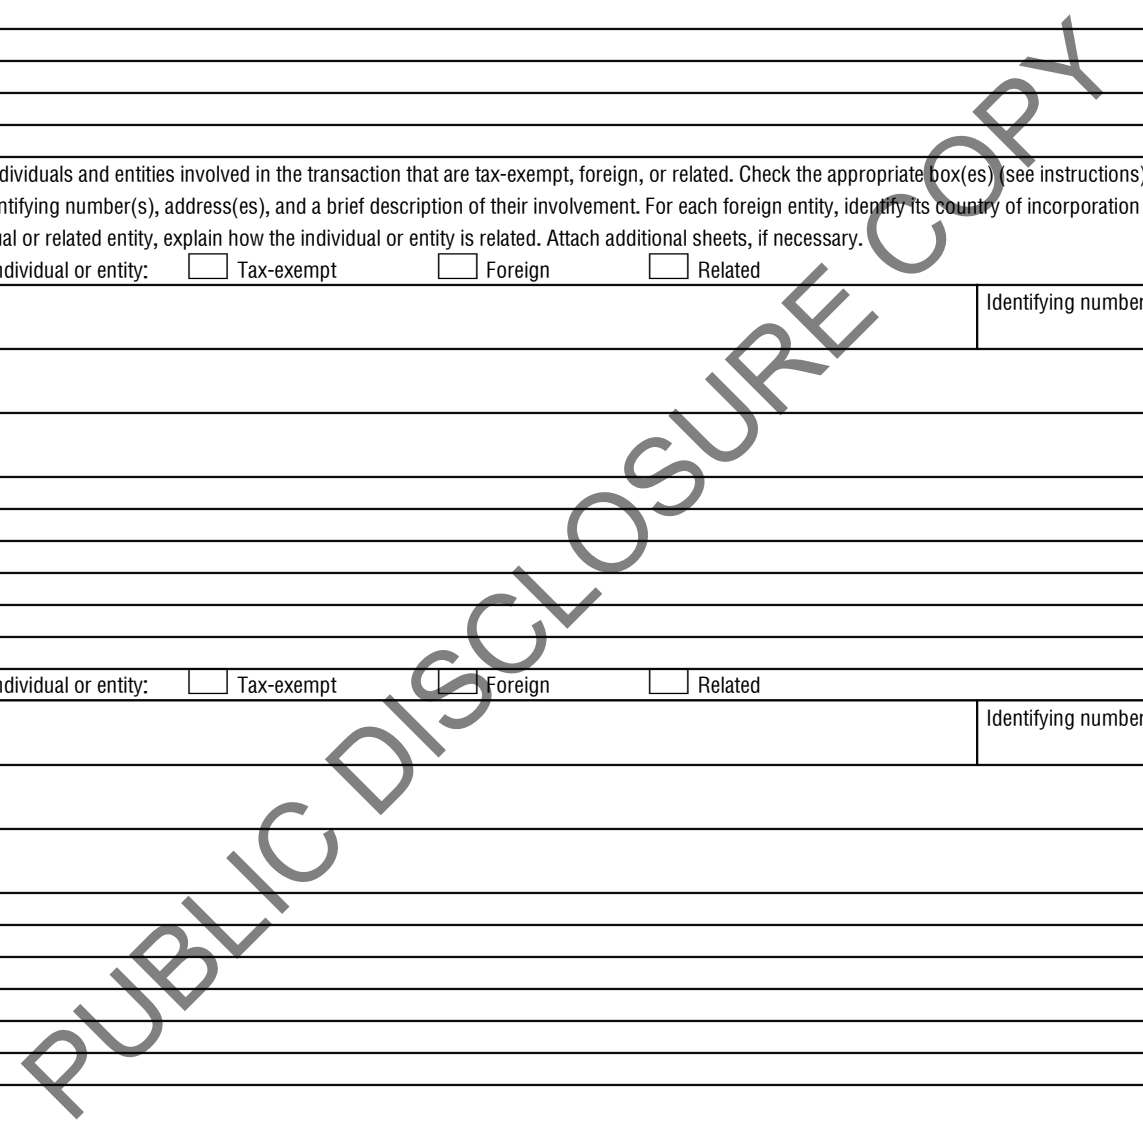 dividuals and entities involved in the transaction that are tax-exempt, foreign, or related. Check the appropriate box(es) (see instructions)
ntifying number(s), address(es), and a brief description of their involvement. For each foreign entity, identify its country of incorporation
al or related entity, explain how the individual or entity is related. Attach additional sheets, if necessary.
ndividual or entity: Tax-exempt Foreign Related
Identifying number
ndividual or entity: Tax-exempt Foreign Related
Identifying number
PUBLIC DISCLOSURE COPY